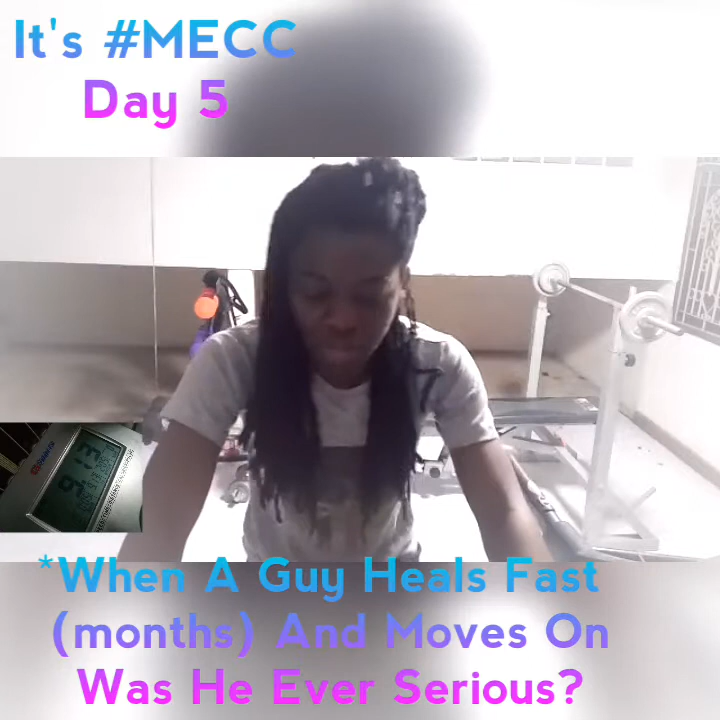 It's #MECC
Day 5
*When A Guy Heals Fast
(months) And Moves On
Was He Ever Serious?